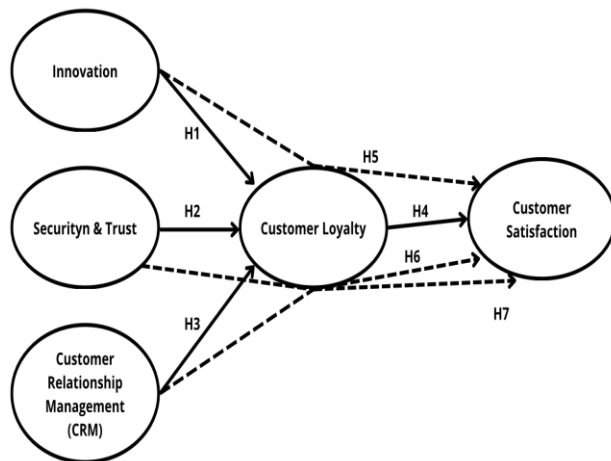 Innovation
H1
H5
Securityn & Trust
H2
Customer Loyalty
H4
Customer
Satisfaction
H6
H3
H7
Customer
Relationship
Management
(CRM)